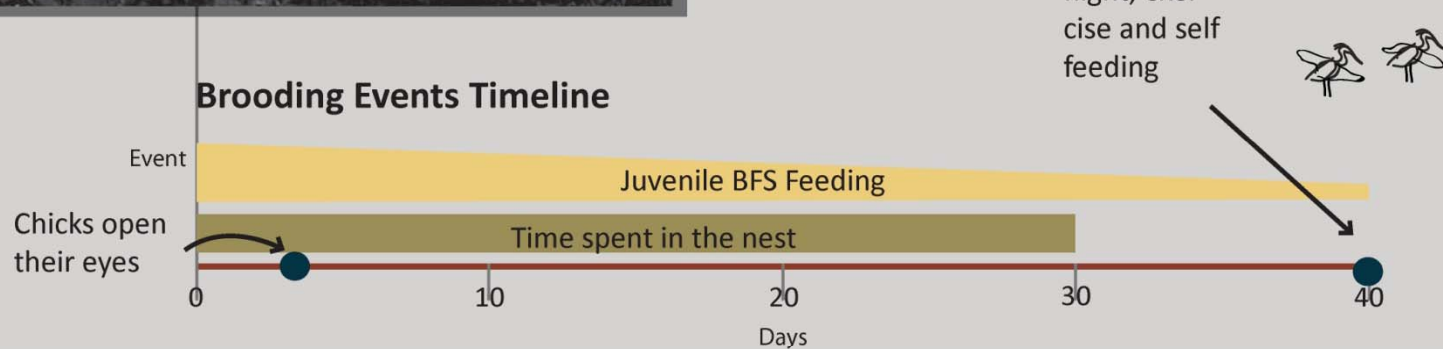 cise and self
feeding
Brooding Events Timeline
Event
Juvenile BFS Feeding
Chicks open
their eyes
Time spent in the nest
0 10 20 30 40
Days